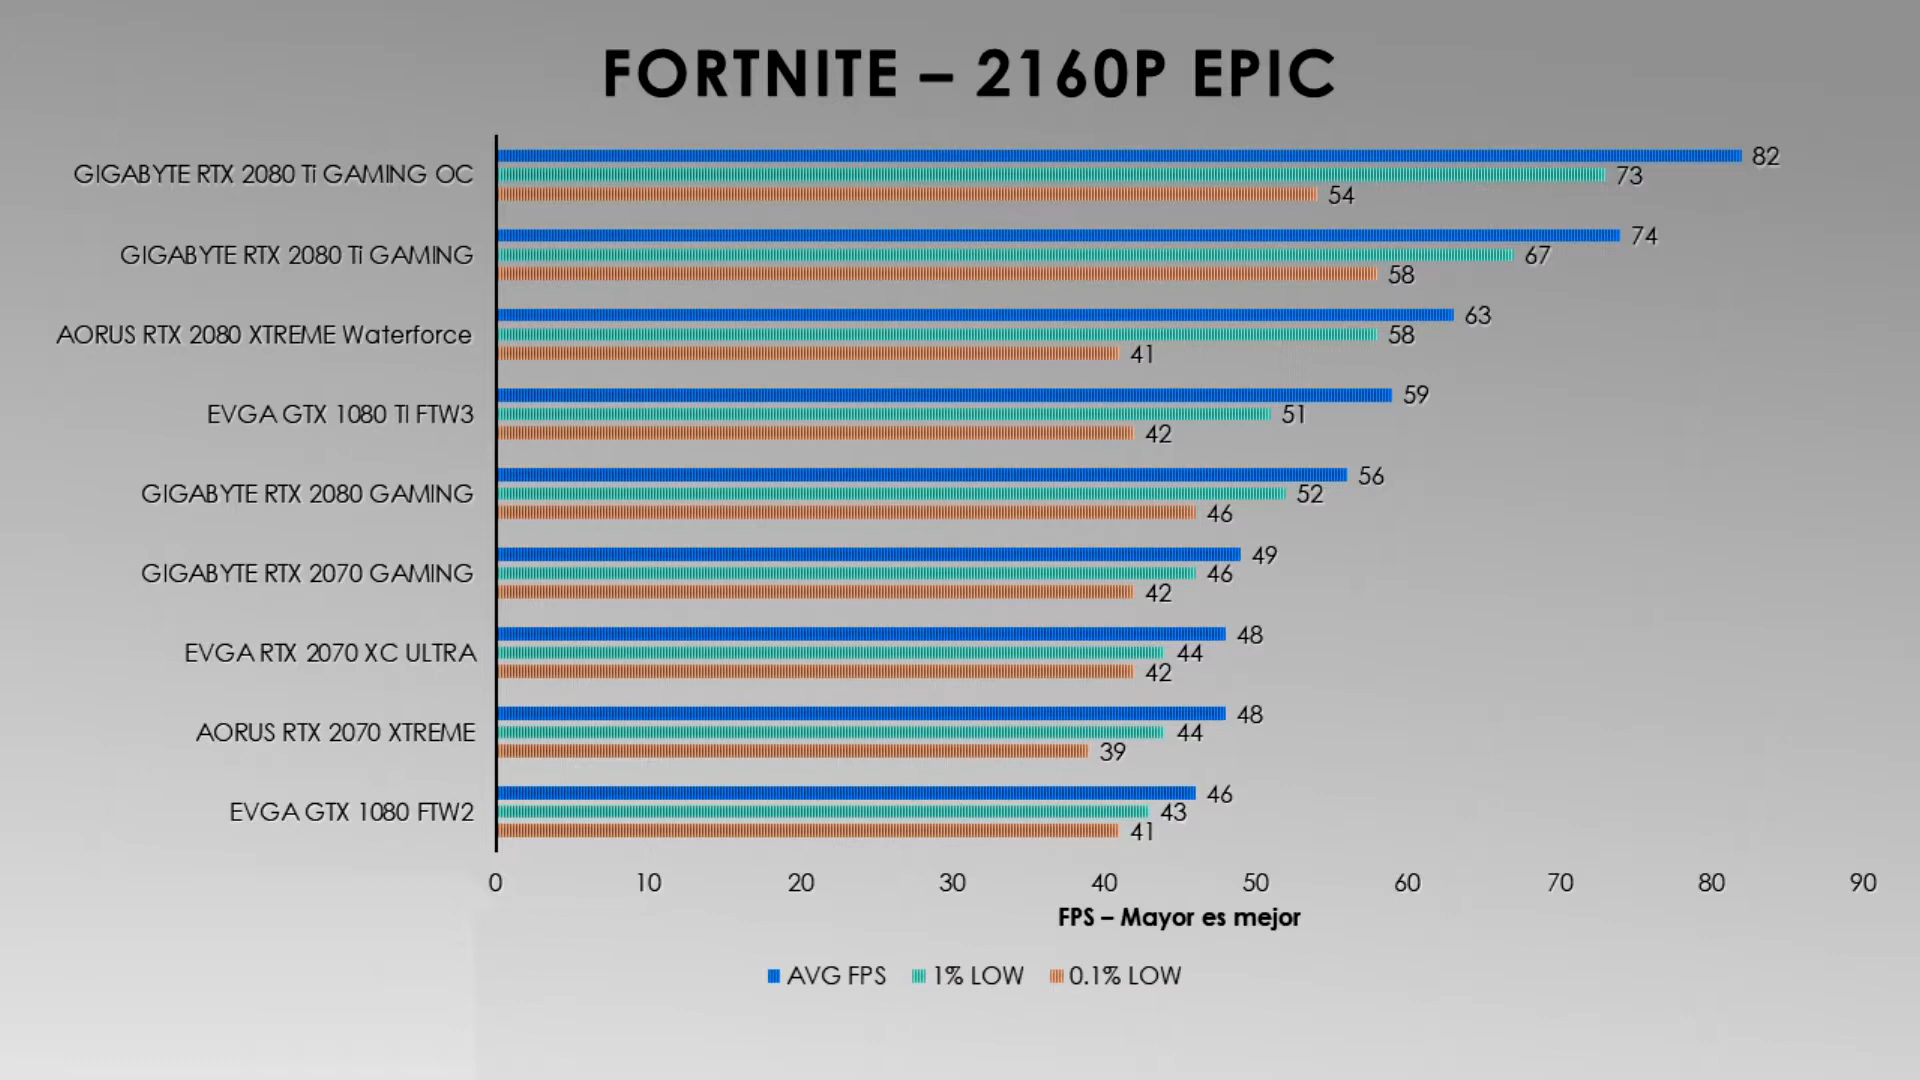 FORTNITE – 2160P EPIC
GIGABYTE RTX 2080 Ti GAMING OC
82
73
54
GIGABYTE RTX 2080 Ti GAMING
74
67
58
AORUS RTX 2080 XTREME Waterforce
63
58
41
EVGA GTX 1080 TI FTW3
59
51
42
GIGABYTE RTX 2080 GAMING
56
52
46
GIGABYTE RTX 2070 GAMING
49
46
42
EVGA RTX 2070 XC ULTRA
48
44
42
AORUS RTX 2070 XTREME
48
44
39
EVGA GTX 1080 FTW2
46
43
41
0 10 20 30 40 50 60 70 80 90
FPS – Mayor es mejor
AVG FPS 1% LOW 0.1% LOW